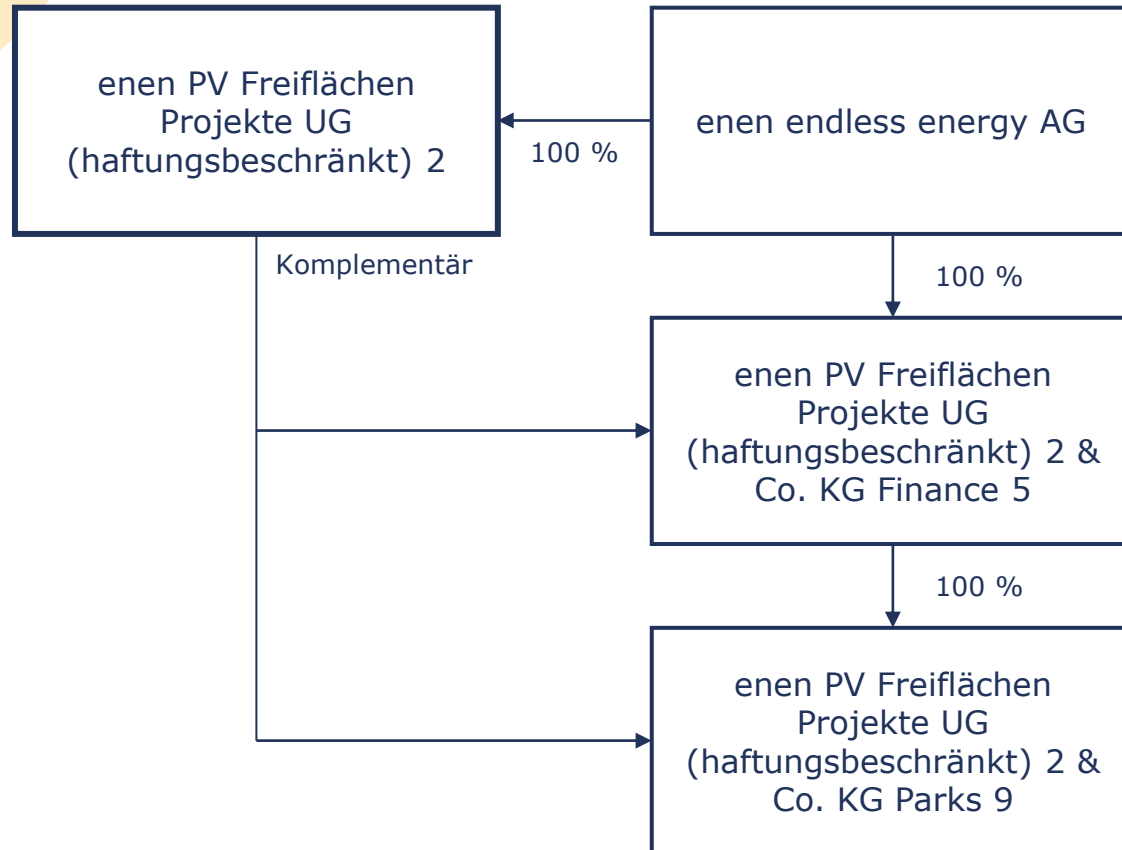 enen PV Freiflächen
Projekte UG
(haftungsbeschränkt) 2
100 %
enen endless energy AG
Komplementär
100 %
enen PV Freiflächen
Projekte UG
(haftungsbeschränkt) 2 &
Co. KG Finance 5
100 %
enen PV Freiflächen
Projekte UG
(haftungsbeschränkt) 2 &
Co. KG Parks 9